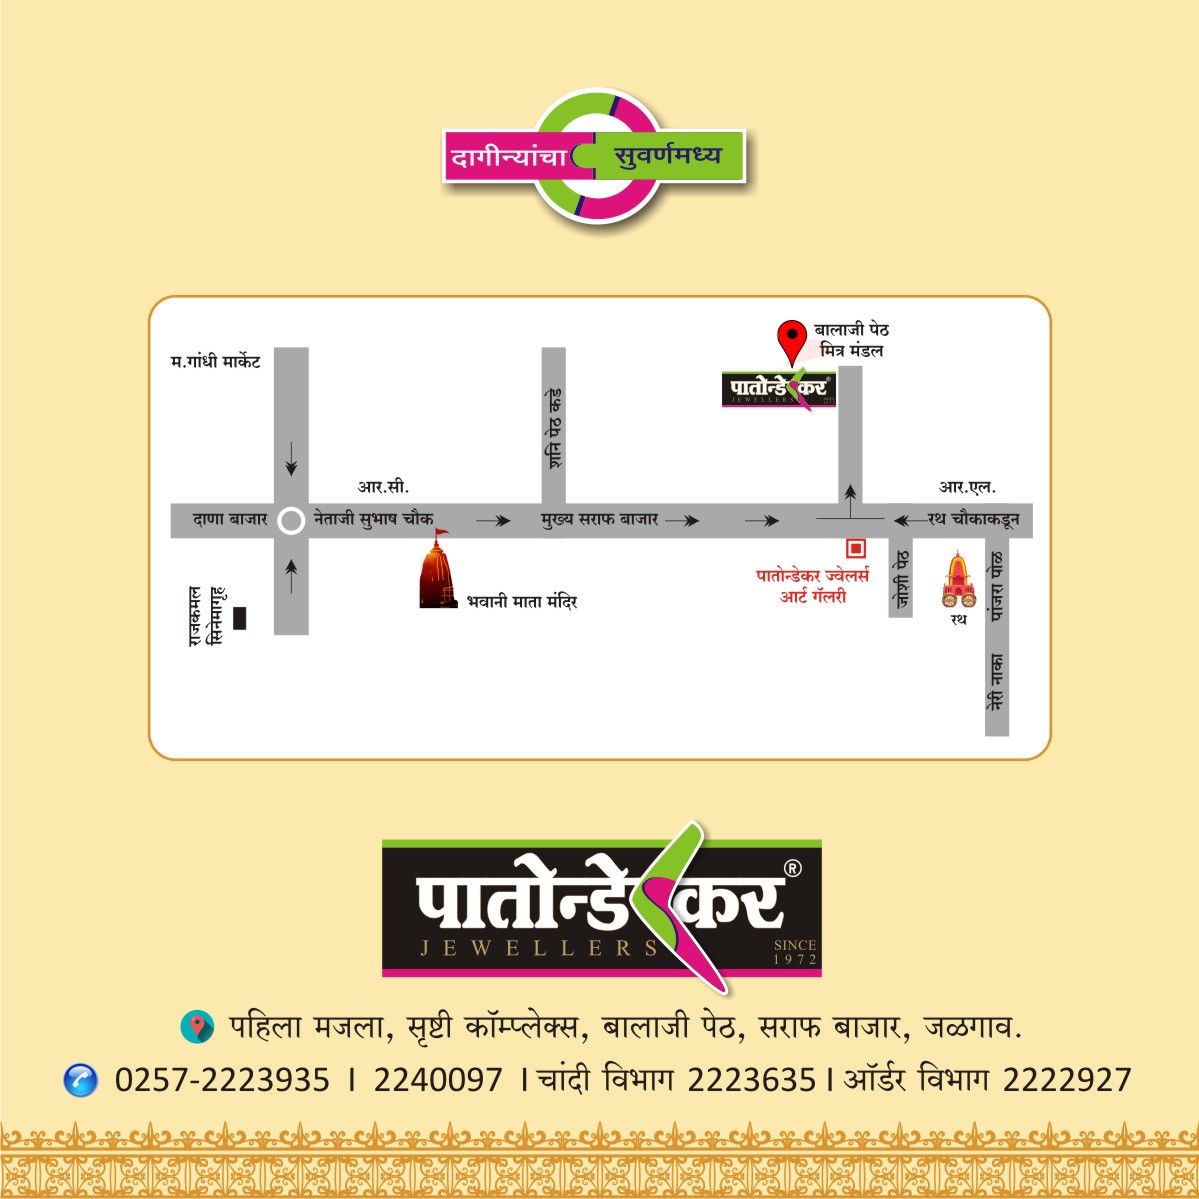 दागीन्यांचा सुवर्णमध्य
बालाजी पेठ
मित्र मंडल
म.गांधी मार्केट
पातोन्डेकर®
JEWELLERS
शनि पेठ कडे
आर.सी.
आर.एल.
दाणा बाजार
नेताजी सुभाष चौक
मुख्य सराफ बाजार
रथ चौकाकडून
पातोन्डेकर ज्वेलर्स
आर्ट गॅलरी
जोशी पेठ
पांजरा पोळ
राजकमल
सिनेमागृह
भवानी माता मंदिर
रथ
नेरी नाका
पातोन्डेकर®
JEWELLERS
SINCE
1972
पहिला मजला, सृष्टी कॉम्प्लेक्स, बालाजी पेठ, सराफ बाजार, जळगाव.
0257-2223935 । 2240097 । चांदी विभाग 2223635 । ऑर्डर विभाग 2222927